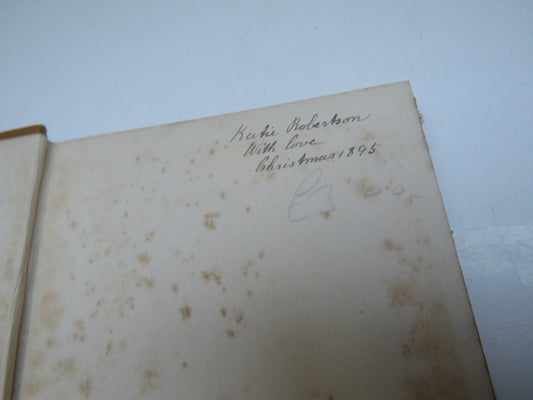 Katie Robertson
With love
Christmas 1895